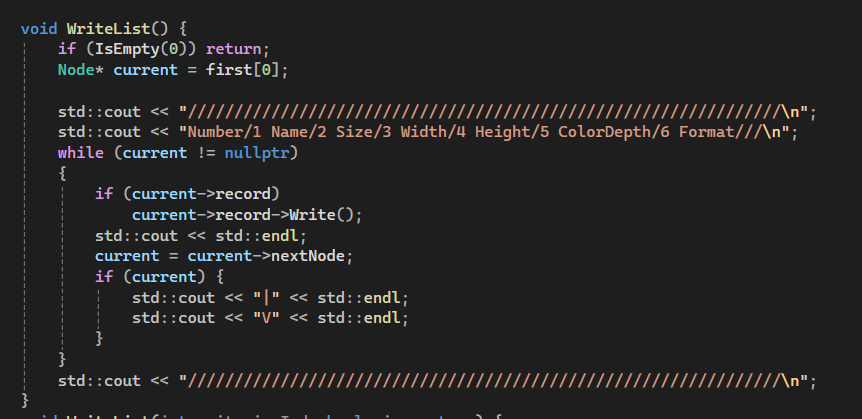 void WriteList() {
    if (IsEmpty(0)) return;
    Node* current = first[0];

    std::cout << "////////////////////////////////////////////////////////////////\n";
    std::cout << "Number/1 Name/2 Size/3 Width/4 Height/5 ColorDepth/6 Format///\n";
    while (current != nullptr)
    {
        if (current->record)
            current->record->Write();
        std::cout << std::endl;
        current = current->nextNode;
        if (current) {
            std::cout << "|" << std::endl;
            std::cout << "V" << std::endl;
        }
    }
    std::cout << "////////////////////////////////////////////////////////////////\n";
}